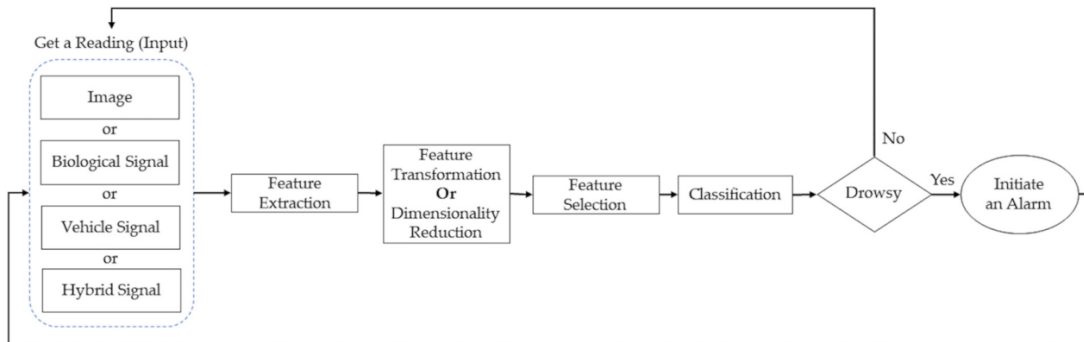 Get a Reading (Input)
Image
or
Biological Signal
or
Vehicle Signal
or
Hybrid Signal
Feature
Extraction
Feature
Transformation
Or
Dimensionality
Reduction
Feature
Selection
Classification
Drowsy
No
Yes
Initiate
an Alarm